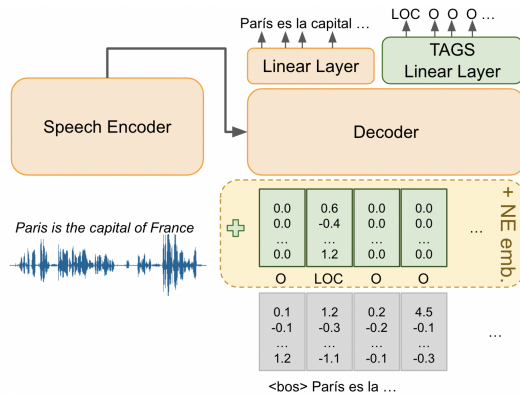 París es la capital …
LOC O O O …
Linear Layer
TAGS
Linear Layer
Speech Encoder
Decoder
Paris is the capital of France
+ NE emb.
0.0 0.6 0.0 0.0
0.0 -0.4 0.0 0.0
… … … … ...
0.0 1.2 0.0 0.0
O LOC O O
0.1 1.2 0.2 4.5
-0.1 -0.3 -0.2 -0.1
… … … … ...
1.2 -1.1 -0.1 -0.3
<bos> París es la …